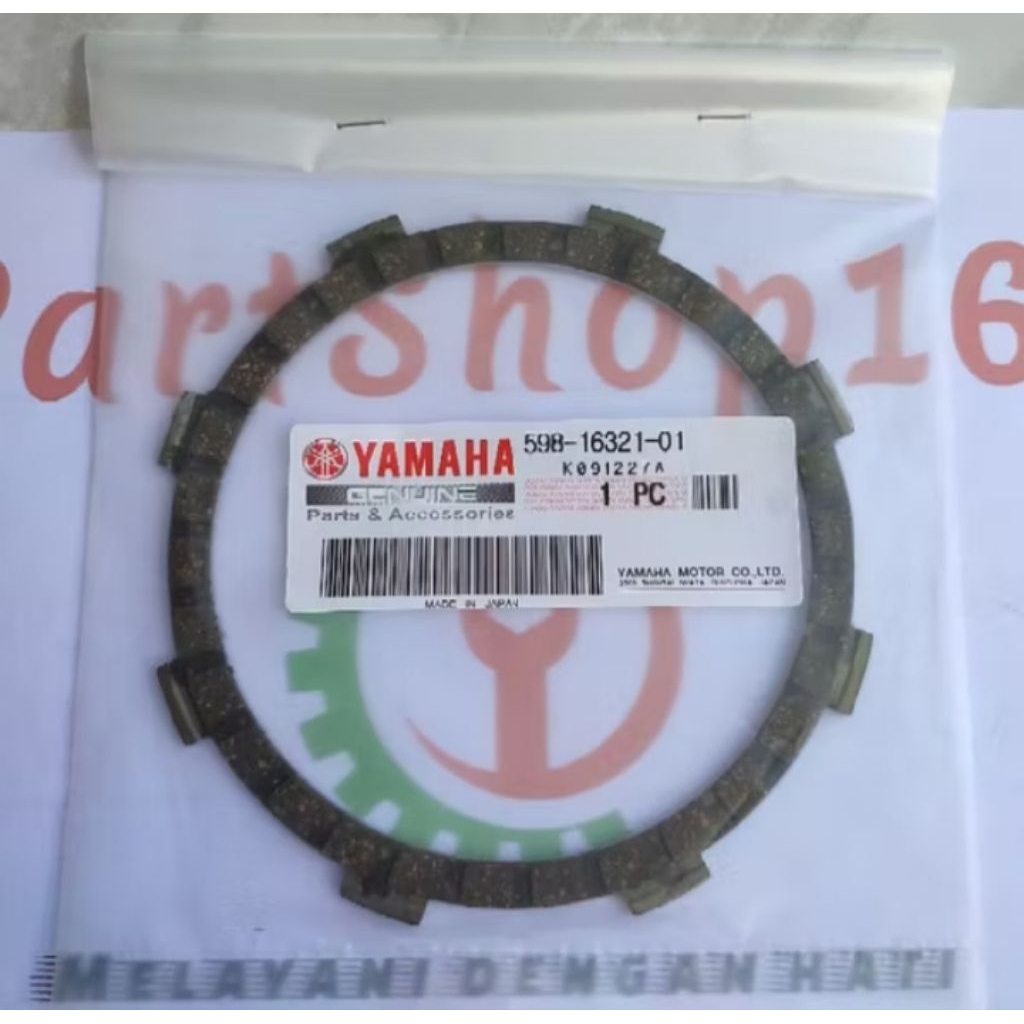 Partshop16
YAMAHA 598-16321-01
K091227A
GENUINE 1 PC
Parts & Accessories
YAMAHA MOTOR CO.,LTD.
MADE IN JAPAN
MELAYANI DENGAN HATI